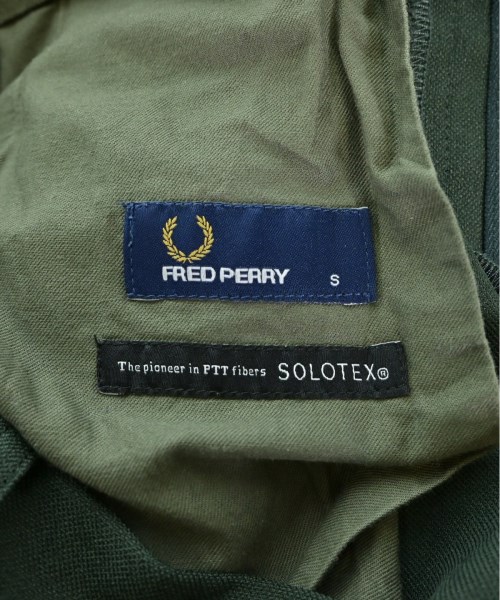 FRED PERRY S
The pioneer in PTT fibers SOLOTEX®